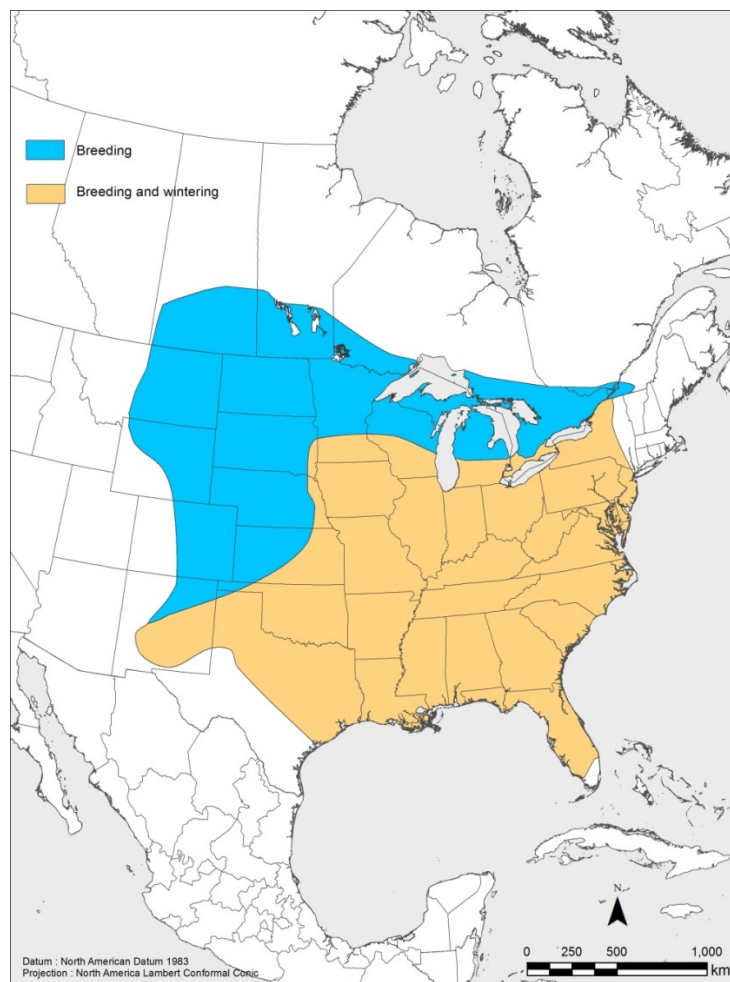 Breeding
Breeding and wintering
N
Datum : North American Datum 1983
Projection : North America Lambert Conformal Conic
0 250 500 1,000
km